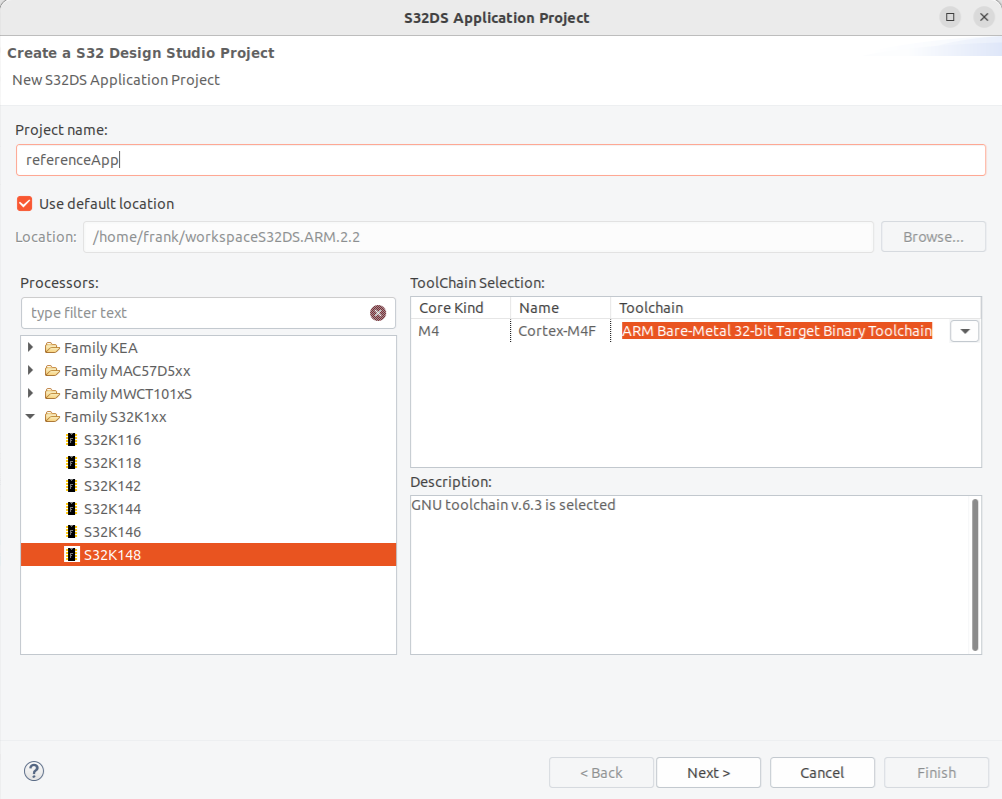 S32DS Application Project
Create a S32 Design Studio Project
New S32DS Application Project
Project name:
referenceApp
Use default location
Location: /home/frank/workspaceS32DS.ARM.2.2 Browse...
Processors:
type filter text
Family KEA
Family MAC57D5xx
Family MWCT101xS
Family S32K1xx
S32K116
S32K118
S32K142
S32K144
S32K146
S32K148
ToolChain Selection:
Core Kind Name Toolchain
M4 Cortex-M4F ARM Bare-Metal 32-bit Target Binary Toolchain
Description:
GNU toolchain v.6.3 is selected
? < Back Next > Cancel Finish